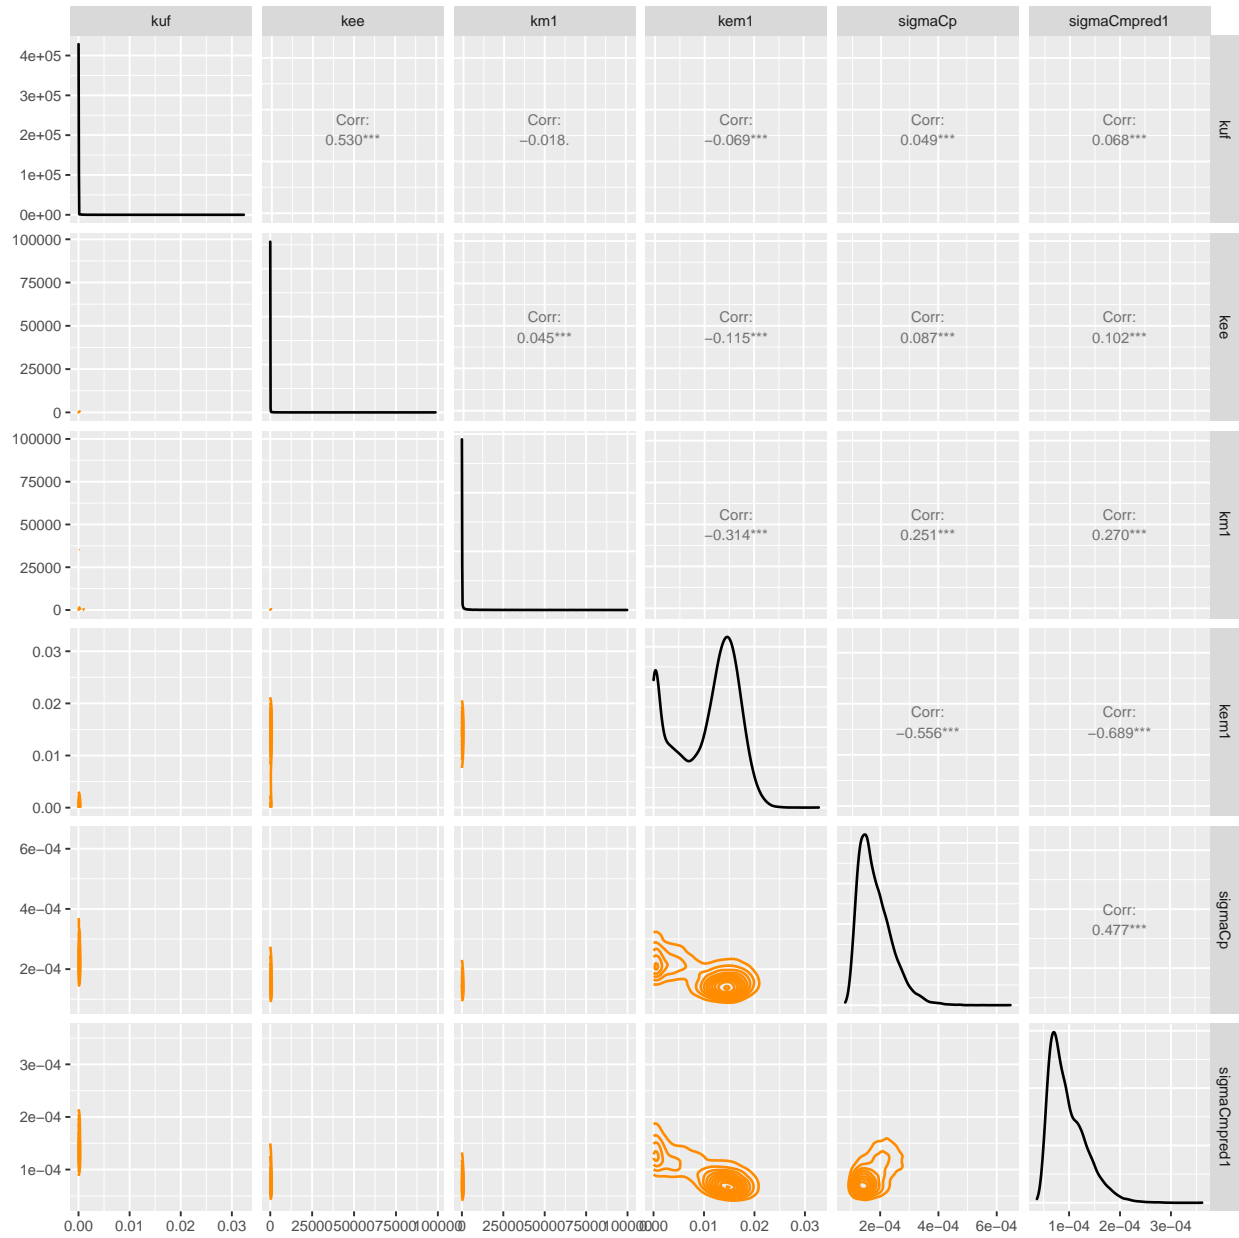 kuf kee km1 kem1 sigmaCp sigmaCmpred1
4e+05
3e+05
2e+05
1e+05
0e+00
Corr:
0.530***
Corr:
−0.018.
Corr:
−0.069***
Corr:
0.049***
Corr:
0.068***
kuf
100000
75000
50000
25000
0
Corr:
0.045***
Corr:
−0.115***
Corr:
0.087***
Corr:
0.102***
kee
100000
75000
50000
25000
0
Corr:
−0.314***
Corr:
0.251***
Corr:
0.270***
km1
0.03
0.02
0.01
0.00
Corr:
−0.556***
Corr:
−0.689***
kem1
6e−04
4e−04
2e−04
Corr:
0.477***
sigmaCp
3e−04
2e−04
1e−04
sigmaCmpred1
0.00 0.01 0.02 0.03 0 25000 50000 75000 100000 0 25000 50000 75000 100000 0.00 0.01 0.02 0.03 2e−04 4e−04 6e−04 1e−04 2e−04 3e−04